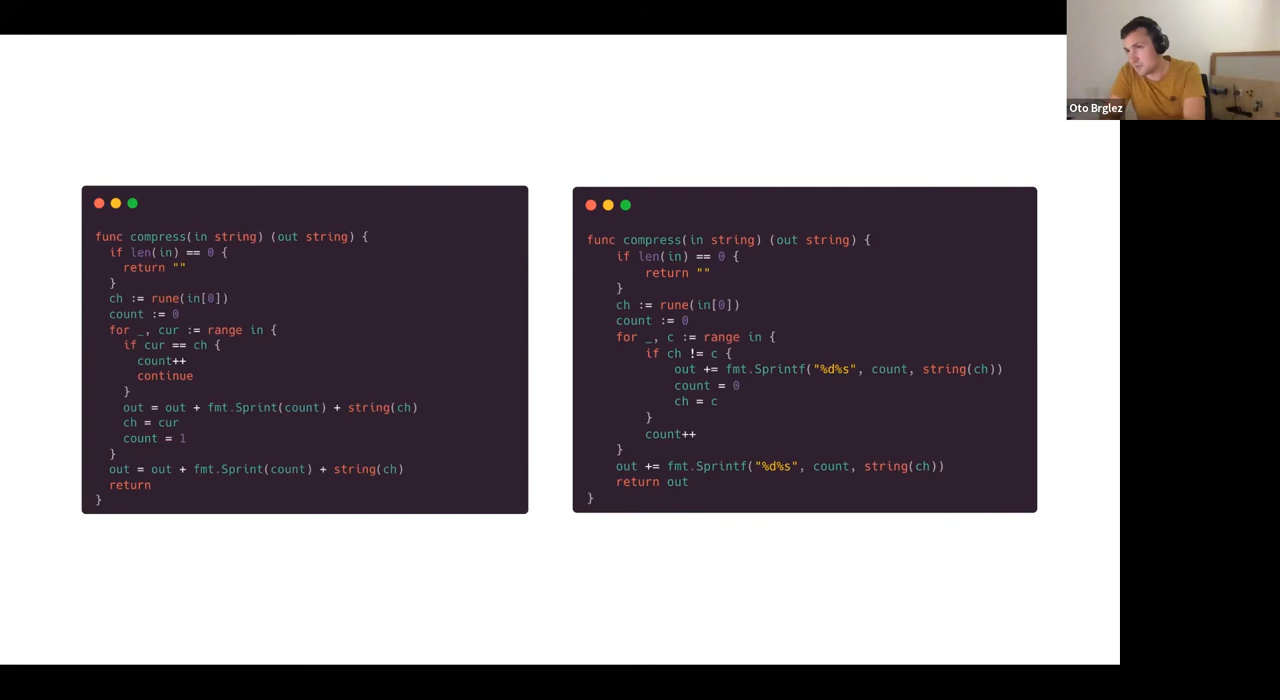 Oto Brglez
func compress(in string) (out string) {
if len(in) == 0 {
return ""
}
ch := rune(in[0])
count := 0
for _, cur := range in {
if cur == ch {
count++
continue
}
out = out + fmt.Sprint(count) + string(ch)
ch = cur
count = 1
}
out = out + fmt.Sprint(count) + string(ch)
return
}
func compress(in string) (out string) {
if len(in) == 0 {
return ""
}
ch := rune(in[0])
count := 0
for _, c := range in {
if ch != c {
out += fmt.Sprintf("%d%s", count, string(ch))
count = 0
ch = c
}
count++
}
out += fmt.Sprintf("%d%s", count, string(ch))
return out
}